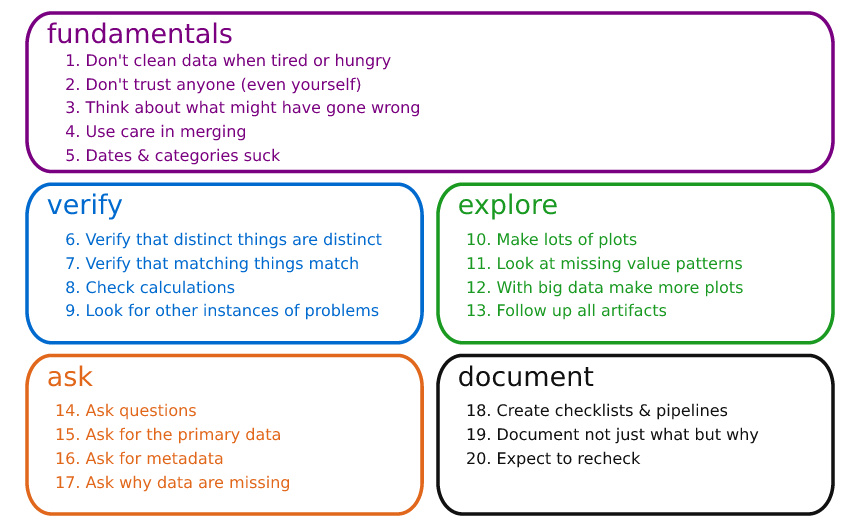 fundamentals
1. Don't clean data when tired or hungry
2. Don't trust anyone (even yourself)
3. Think about what might have gone wrong
4. Use care in merging
5. Dates & categories suck
verify
6. Verify that distinct things are distinct
7. Verify that matching things match
8. Check calculations
9. Look for other instances of problems
explore
10. Make lots of plots
11. Look at missing value patterns
12. With big data make more plots
13. Follow up all artifacts
ask
14. Ask questions
15. Ask for the primary data
16. Ask for metadata
17. Ask why data are missing
document
18. Create checklists & pipelines
19. Document not just what but why
20. Expect to recheck